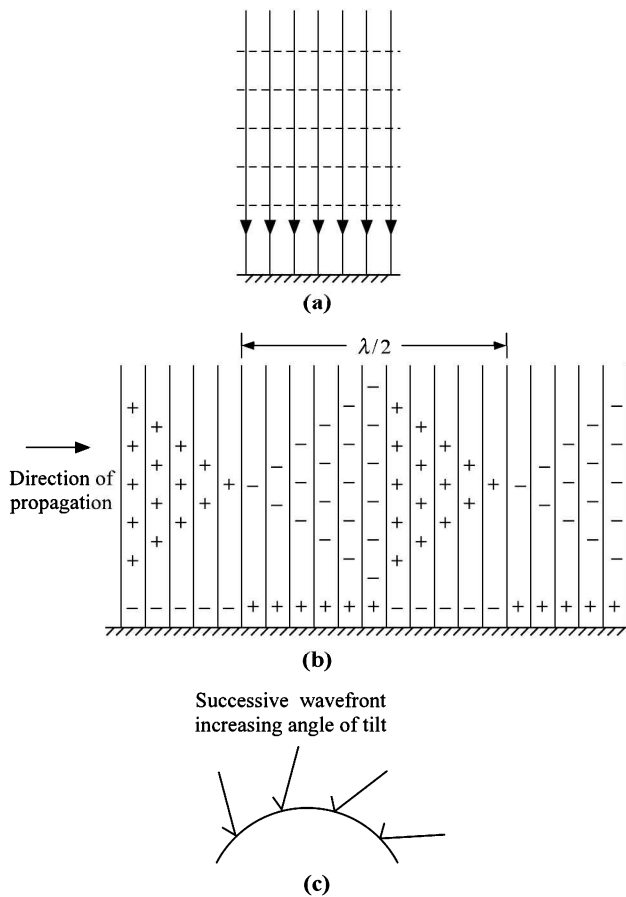 (a)
λ/2
+ + + + + − − − − − − + + + + + − − − − −
Direction of
propagation
− − − − − + + + + + + − − − − − + + + + +
(b)
Successive wavefront
increasing angle of tilt
(c)